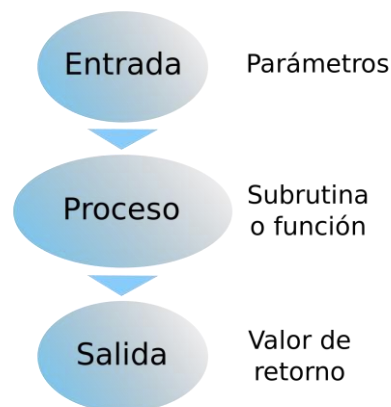 Entrada
Parámetros
Proceso
Subrutina
o función
Salida
Valor de
retorno